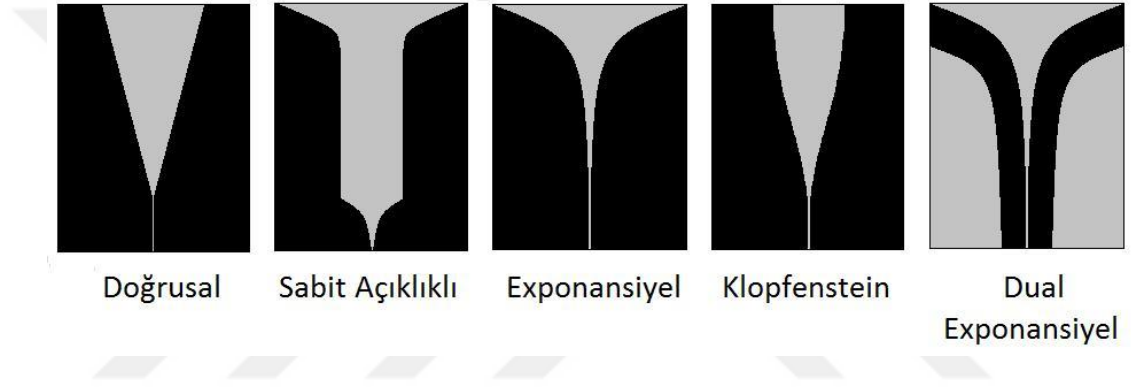 Doğrusal
Sabit Açıklıklı
Exponansiyel
Klopfenstein
Dual
Exponansiyel